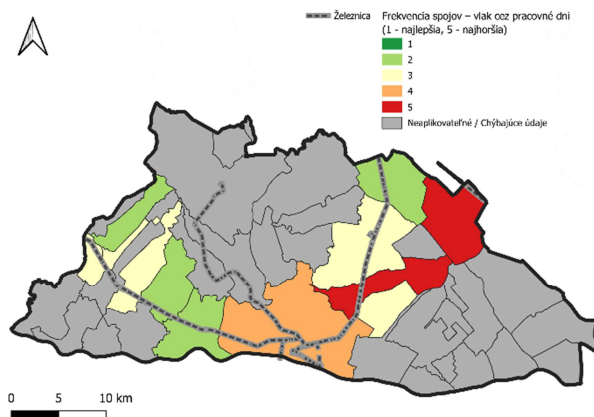 Železnica
Frekvencia spojov – vlak cez pracovné dni
(1 - najlepšia, 5 - najhoršia)
1
2
3
4
5
Neaplikovateľné / Chýbajúce údaje
0 5 10 km